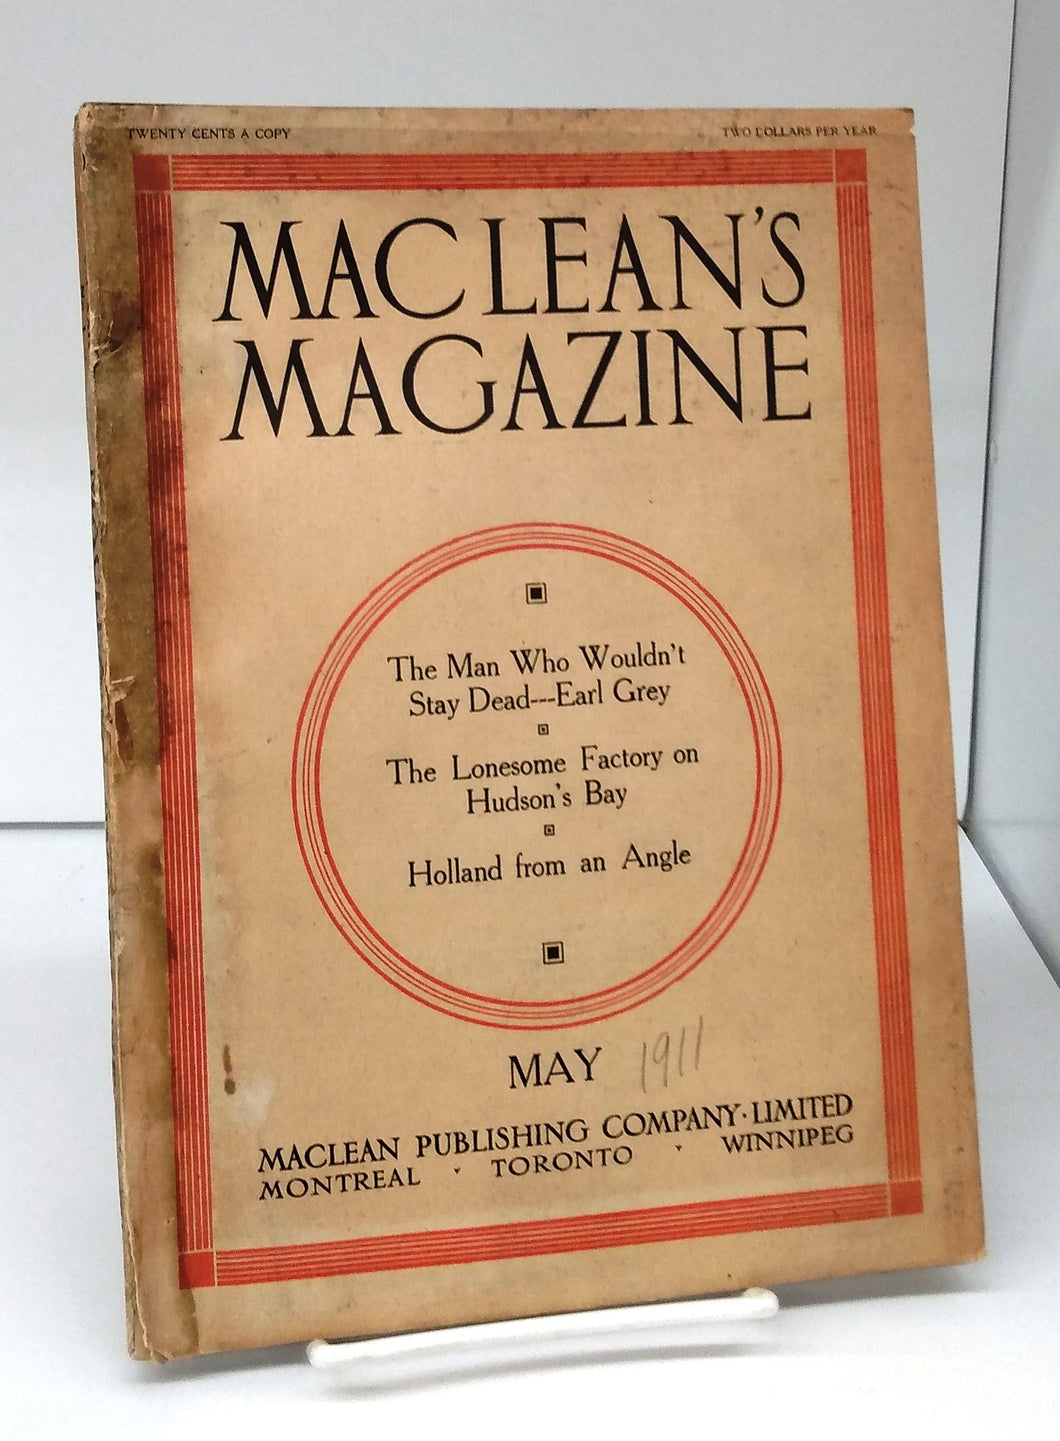 TWENTY CENTS A COPY
TWO DOLLARS PER YEAR
MACLEAN'S
MAGAZINE
The Man Who Wouldn't
Stay Dead---Earl Grey
The Lonesome Factory on
Hudson's Bay
Holland from an Angle
MAY 1911
MACLEAN PUBLISHING COMPANY·LIMITED
MONTREAL · TORONTO · WINNIPEG